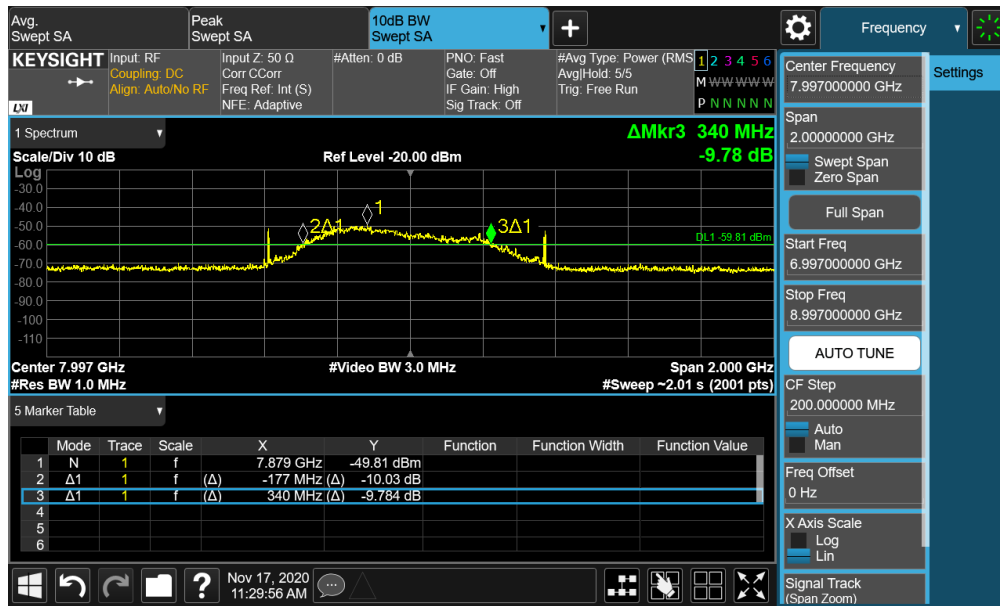 Avg.
Swept SA
Peak
Swept SA
10dB BW
Swept SA
Frequency
KEYSIGHT
LXI
Input: RF
Coupling: DC
Align: Auto/No RF
Input Z: 50 Ω
Corr CCorr
Freq Ref: Int (S)
NFE: Adaptive
#Atten: 0 dB
PNO: Fast
Gate: Off
IF Gain: High
Sig Track: Off
#Avg Type: Power (RMS
Avg|Hold: 5/5
Trig: Free Run
1 2 3 4 5 6
M W W W W W
P N N N N N
1 Spectrum
ΔMkr3 340 MHz
-9.78 dB
Scale/Div 10 dB
Ref Level -20.00 dBm
Log
-30.0
-40.0
-50.0
-60.0
-70.0
-80.0
-90.0
-100
-110
1
2Δ1
3Δ1
DL1 -59.81 dBm
Center 7.997 GHz
#Video BW 3.0 MHz
Span 2.000 GHz
#Res BW 1.0 MHz
#Sweep ~2.01 s (2001 pts)
5 Marker Table
Mode Trace Scale X Y Function Function Width Function Value
1 N 1 f 7.879 GHz -49.81 dBm
2 Δ1 1 f (Δ) -177 MHz (Δ) -10.03 dB
3 Δ1 1 f (Δ) 340 MHz (Δ) -9.784 dB
4
5
6
Nov 17, 2020
11:29:56 AM
Center Frequency
7.997000000 GHz
Settings
Span
2.00000000 GHz
Swept Span
Zero Span
Full Span
Start Freq
6.997000000 GHz
Stop Freq
8.997000000 GHz
AUTO TUNE
CF Step
200.000000 MHz
Auto
Man
Freq Offset
0 Hz
X Axis Scale
Log
Lin
Signal Track
(Span Zoom)